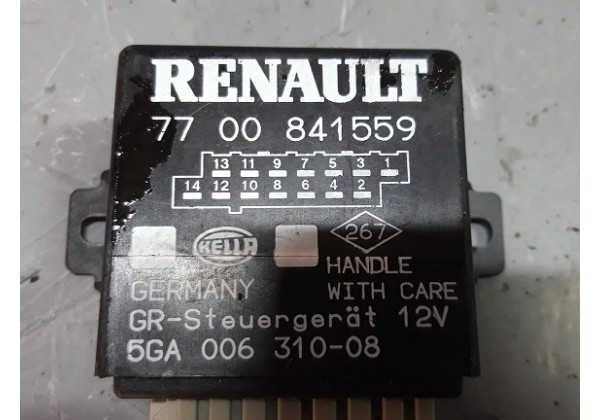 RENAULT
77 00 841559
13 11 9 7 5 3 1
14 12 10 8 6 4 2
HELLA 267
HANDLE
GERMANY WITH CARE
GR-Steuergerät 12V
5GA 006 310-08